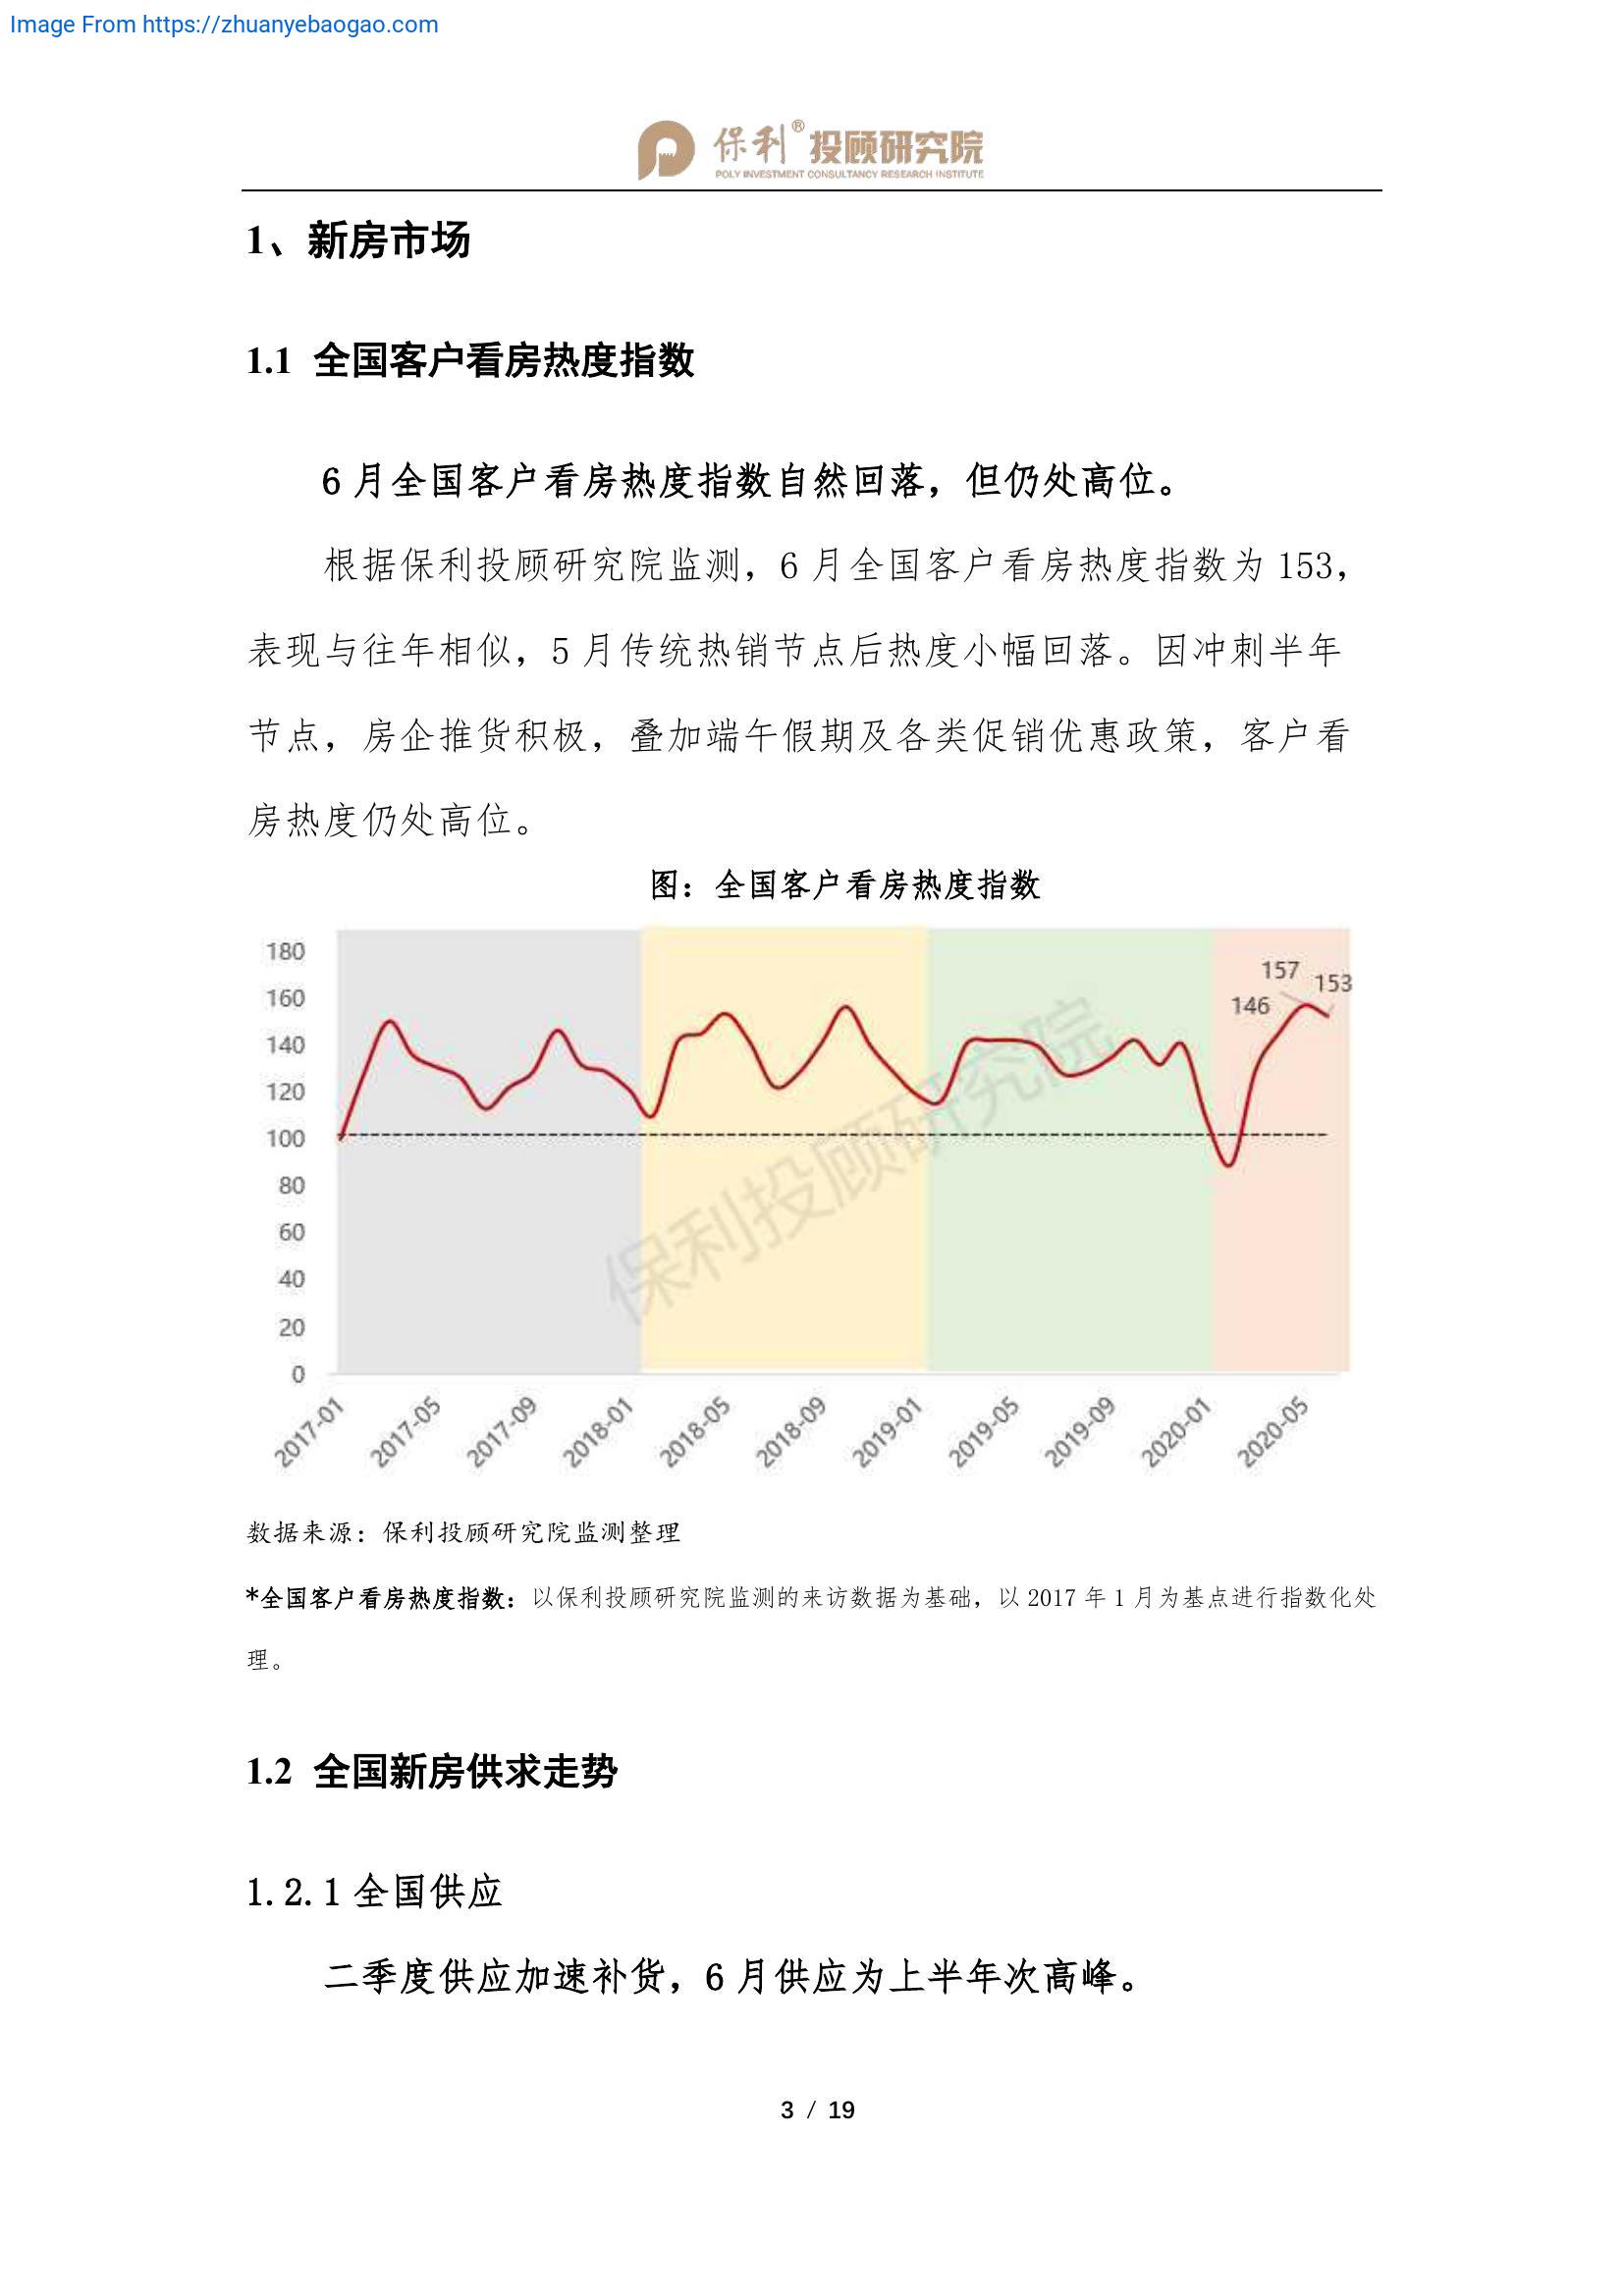 Image From https://zhuanyebaogao.com
保利® 投顾研究院
POLY INVESTMENT CONSULTANCY RESEARCH INSTITUTE
1、新房市场
1.1 全国客户看房热度指数
6 月全国客户看房热度指数自然回落，但仍处高位。
根据保利投顾研究院监测，6 月全国客户看房热度指数为 153，
表现与往年相似，5 月传统热销节点后热度小幅回落。因冲刺半年
节点，房企推货积极，叠加端午假期及各类促销优惠政策，客户看
房热度仍处高位。
图：全国客户看房热度指数
180
160
140
120
100
80
60
40
20
0
157
153
146
保利投顾研究院
2017-01
2017-05
2017-09
2018-01
2018-05
2018-09
2019-01
2019-05
2019-09
2020-01
2020-05
数据来源：保利投顾研究院监测整理
*全国客户看房热度指数：以保利投顾研究院监测的来访数据为基础，以 2017 年 1 月为基点进行指数化处
理。
1.2 全国新房供求走势
1.2.1 全国供应
二季度供应加速补货，6 月供应为上半年次高峰。
3 / 19